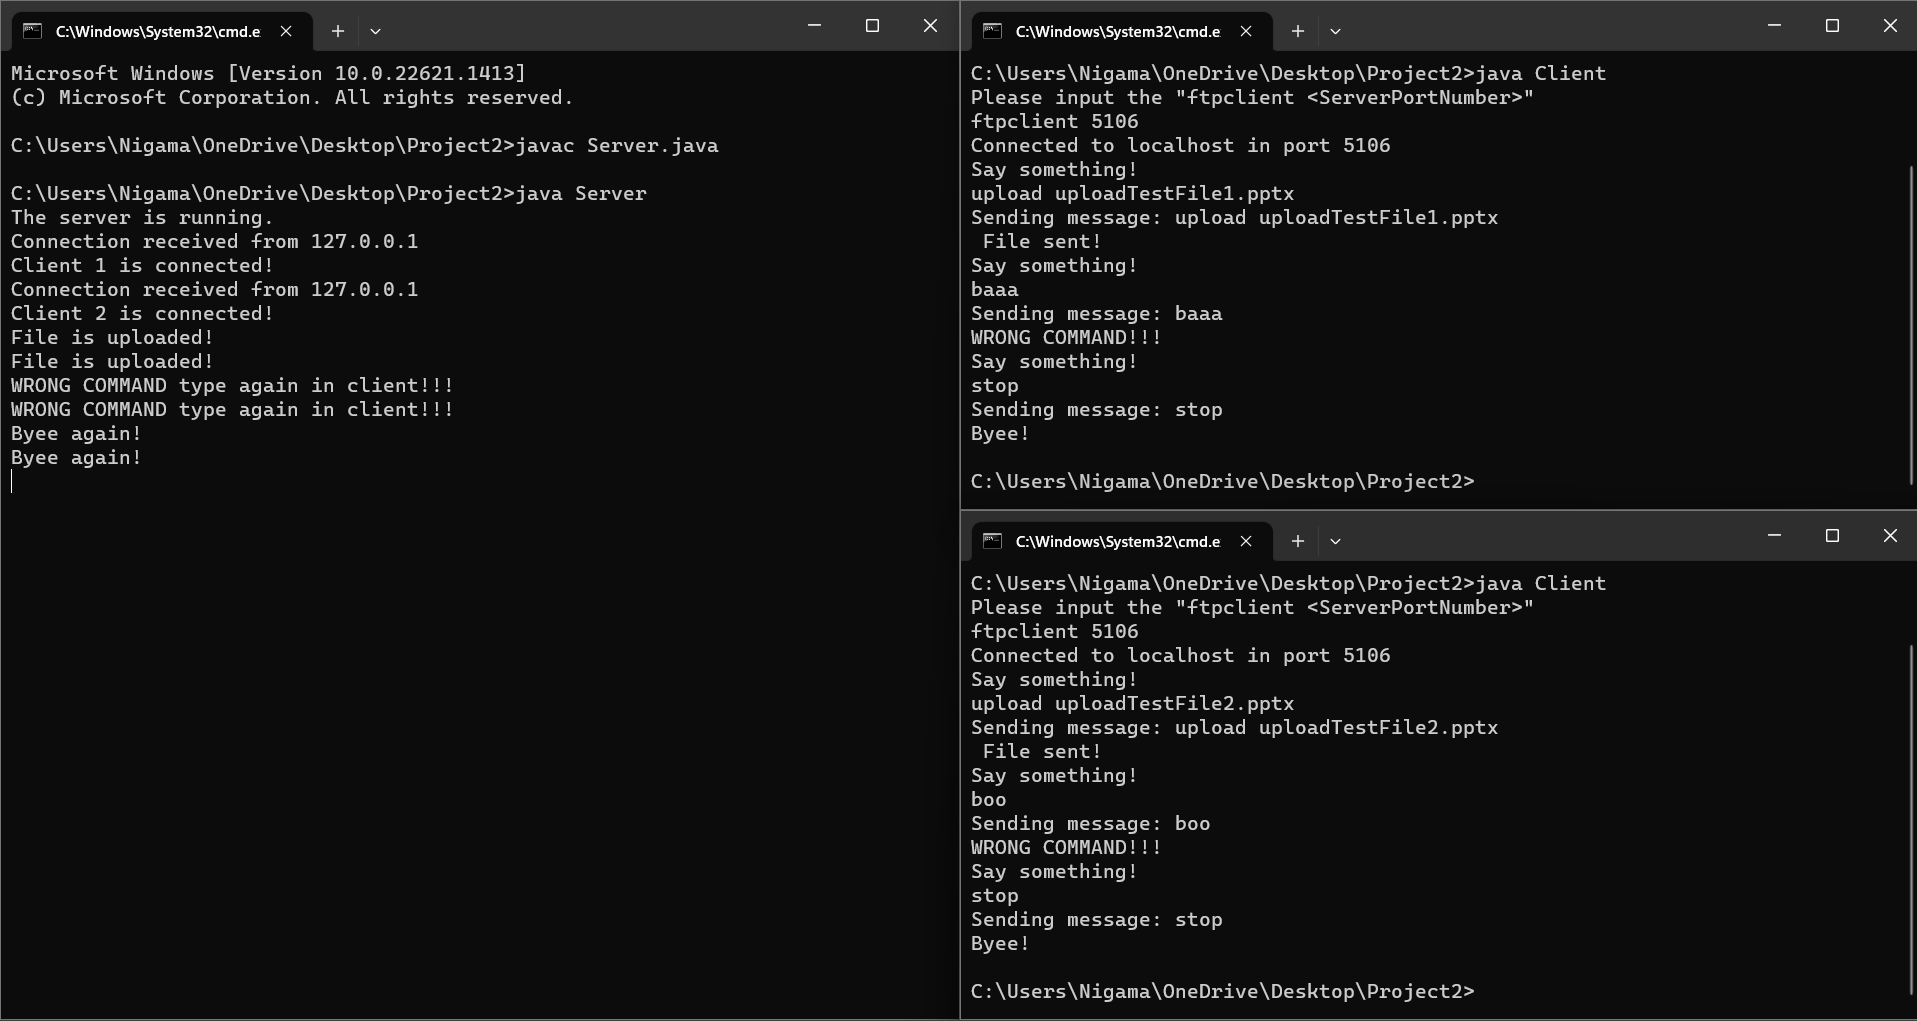 C:\Windows\System32\cmd.e
Microsoft Windows [Version 10.0.22621.1413]
(c) Microsoft Corporation. All rights reserved.
C:\Users\Nigama\OneDrive\Desktop\Project2>javac Server.java
C:\Users\Nigama\OneDrive\Desktop\Project2>java Server
The server is running.
Connection received from 127.0.0.1
Client 1 is connected!
Connection received from 127.0.0.1
Client 2 is connected!
File is uploaded!
File is uploaded!
WRONG COMMAND type again in client!!!
WRONG COMMAND type again in client!!!
Byee again!
Byee again!
C:\Windows\System32\cmd.e
C:\Users\Nigama\OneDrive\Desktop\Project2>java Client
Please input the "ftpclient <ServerPortNumber>"
ftpclient 5106
Connected to localhost in port 5106
Say something!
upload uploadTestFile1.pptx
Sending message: upload uploadTestFile1.pptx
 File sent!
Say something!
baaa
Sending message: baaa
WRONG COMMAND!!!
Say something!
stop
Sending message: stop
Byee!
C:\Users\Nigama\OneDrive\Desktop\Project2>
C:\Windows\System32\cmd.e
C:\Users\Nigama\OneDrive\Desktop\Project2>java Client
Please input the "ftpclient <ServerPortNumber>"
ftpclient 5106
Connected to localhost in port 5106
Say something!
upload uploadTestFile2.pptx
Sending message: upload uploadTestFile2.pptx
 File sent!
Say something!
boo
Sending message: boo
WRONG COMMAND!!!
Say something!
stop
Sending message: stop
Byee!
C:\Users\Nigama\OneDrive\Desktop\Project2>